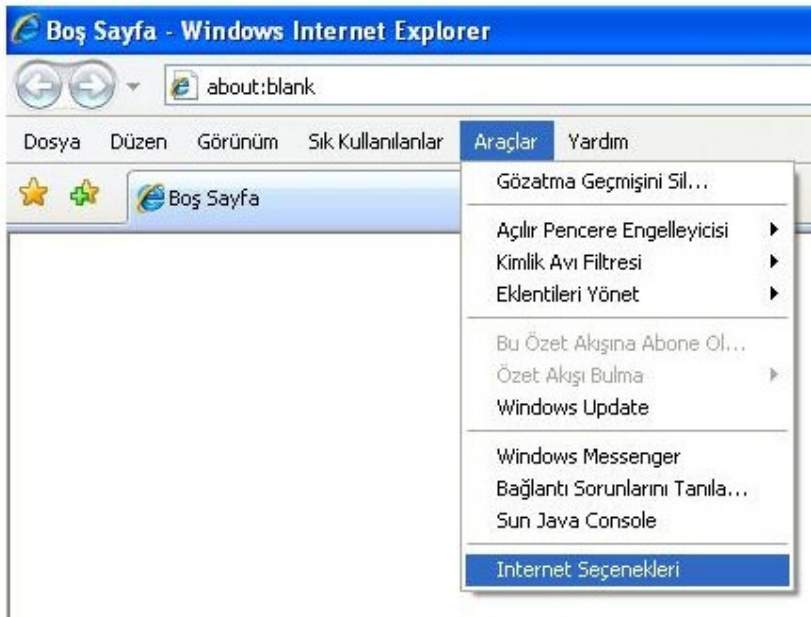 Boş Sayfa - Windows Internet Explorer
about:blank
Dosya Düzen Görünüm Sık Kullanılanlar Araçlar Yardım
Boş Sayfa
Gözatma Geçmişini Sil...
Açılır Pencere Engelleyicisi
Kimlik Avı Filtresi
Eklentileri Yönet
Bu Özet Akışına Abone Ol...
Özet Akışı Bulma
Windows Update
Windows Messenger
Bağlantı Sorunlarını Tanıla...
Sun Java Console
Internet Seçenekleri